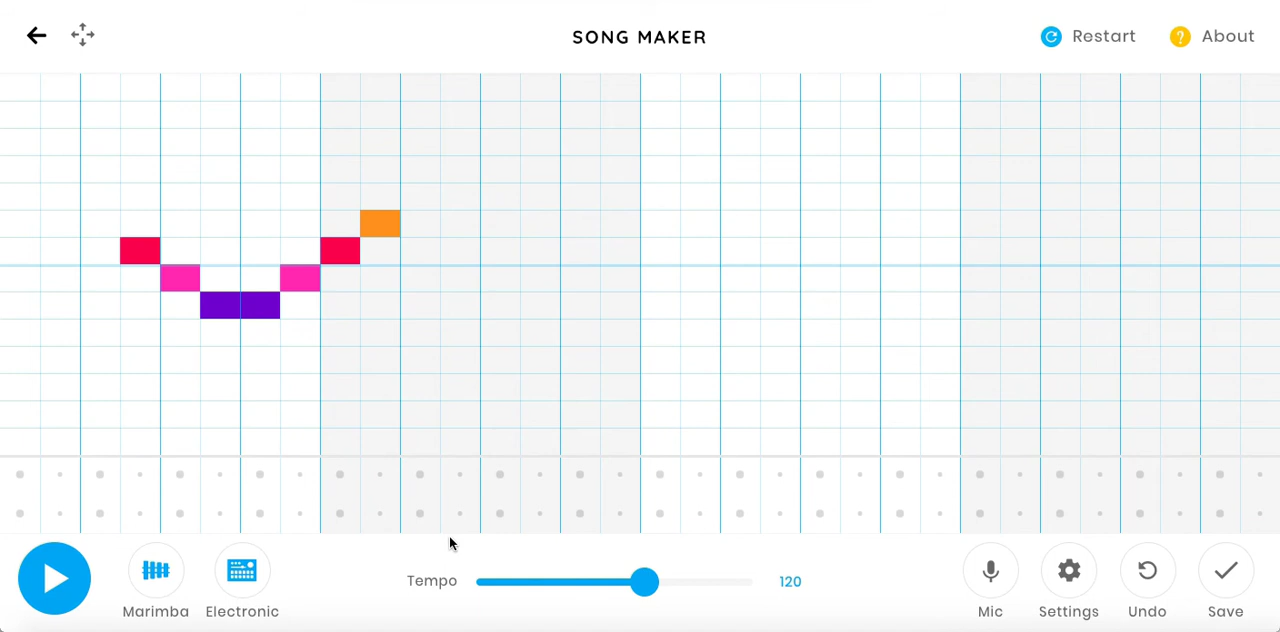 SONG MAKER
Restart
About
Tempo
120
Marimba
Electronic
Mic
Settings
Undo
Save